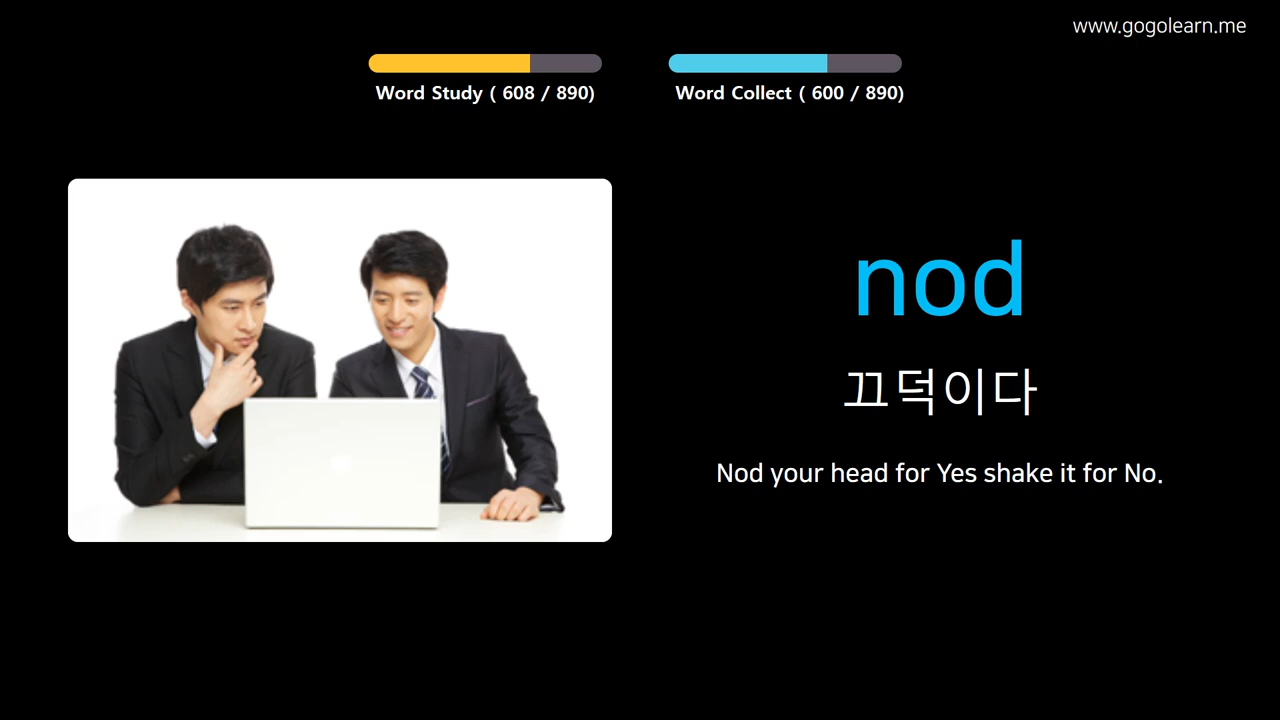 www.gogolearn.me
Word Study ( 608 / 890)
Word Collect ( 600 / 890)
nod
끄덕이다
Nod your head for Yes shake it for No.